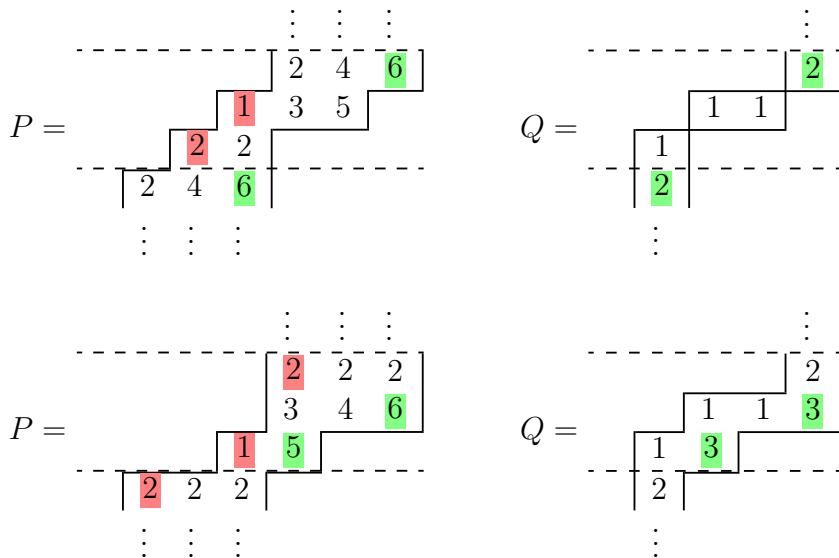 ⋮ ⋮ ⋮ ⋮
2 4 6 2
P = 1 3 5 Q = 1 1
2 2 1
2 4 6 2
⋮ ⋮ ⋮ ⋮
⋮ ⋮ ⋮ ⋮
2 2 2 2
P = 3 4 6 Q = 1 1 3
1 5 1 3
2 2 2 2
⋮ ⋮ ⋮ ⋮